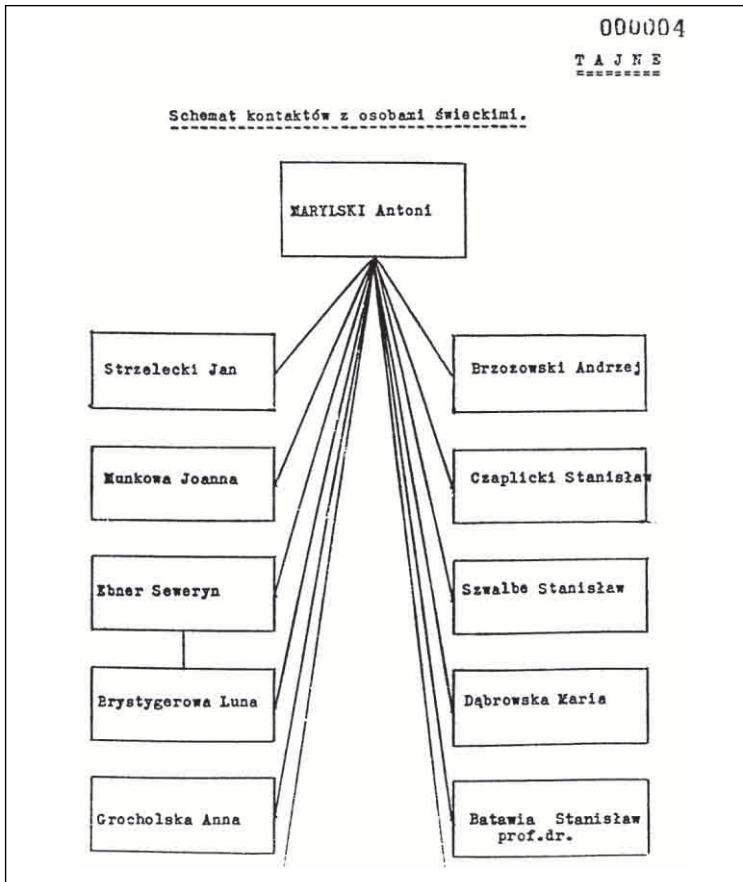 000004
T A J N E
=========
Schemat kontaktów z osobami świeckimi.
MARYLSKI Antoni
Strzelecki Jan
Brzozowski Andrzej
Munkowa Joanna
Czaplicki Stanisław
Ebner Seweryn
Szwalbe Stanisław
Brystygerowa Luna
Dąbrowska Maria
Grocholska Anna
Batawia Stanisław
prof.dr.